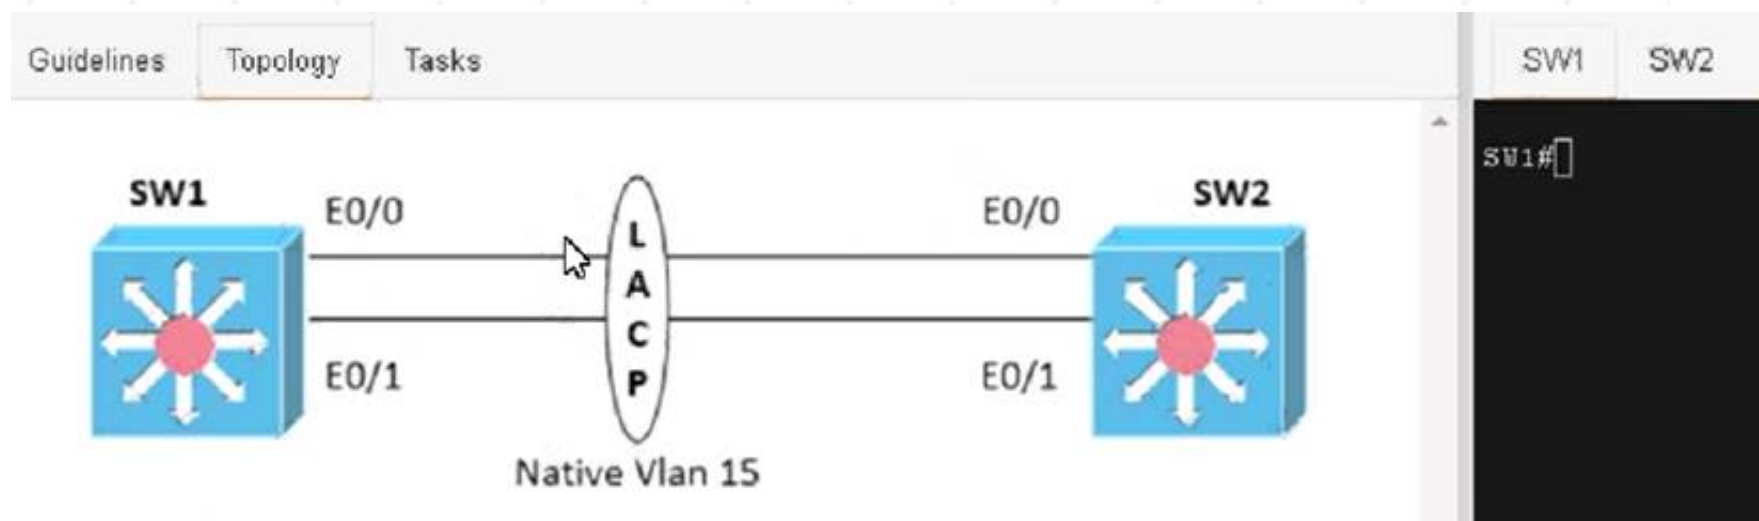 Guidelines Topology Tasks
SW1 SW2
SW1#
SW1
SW2
E0/0
E0/0
L
A
C
P
E0/1
E0/1
Native Vlan 15